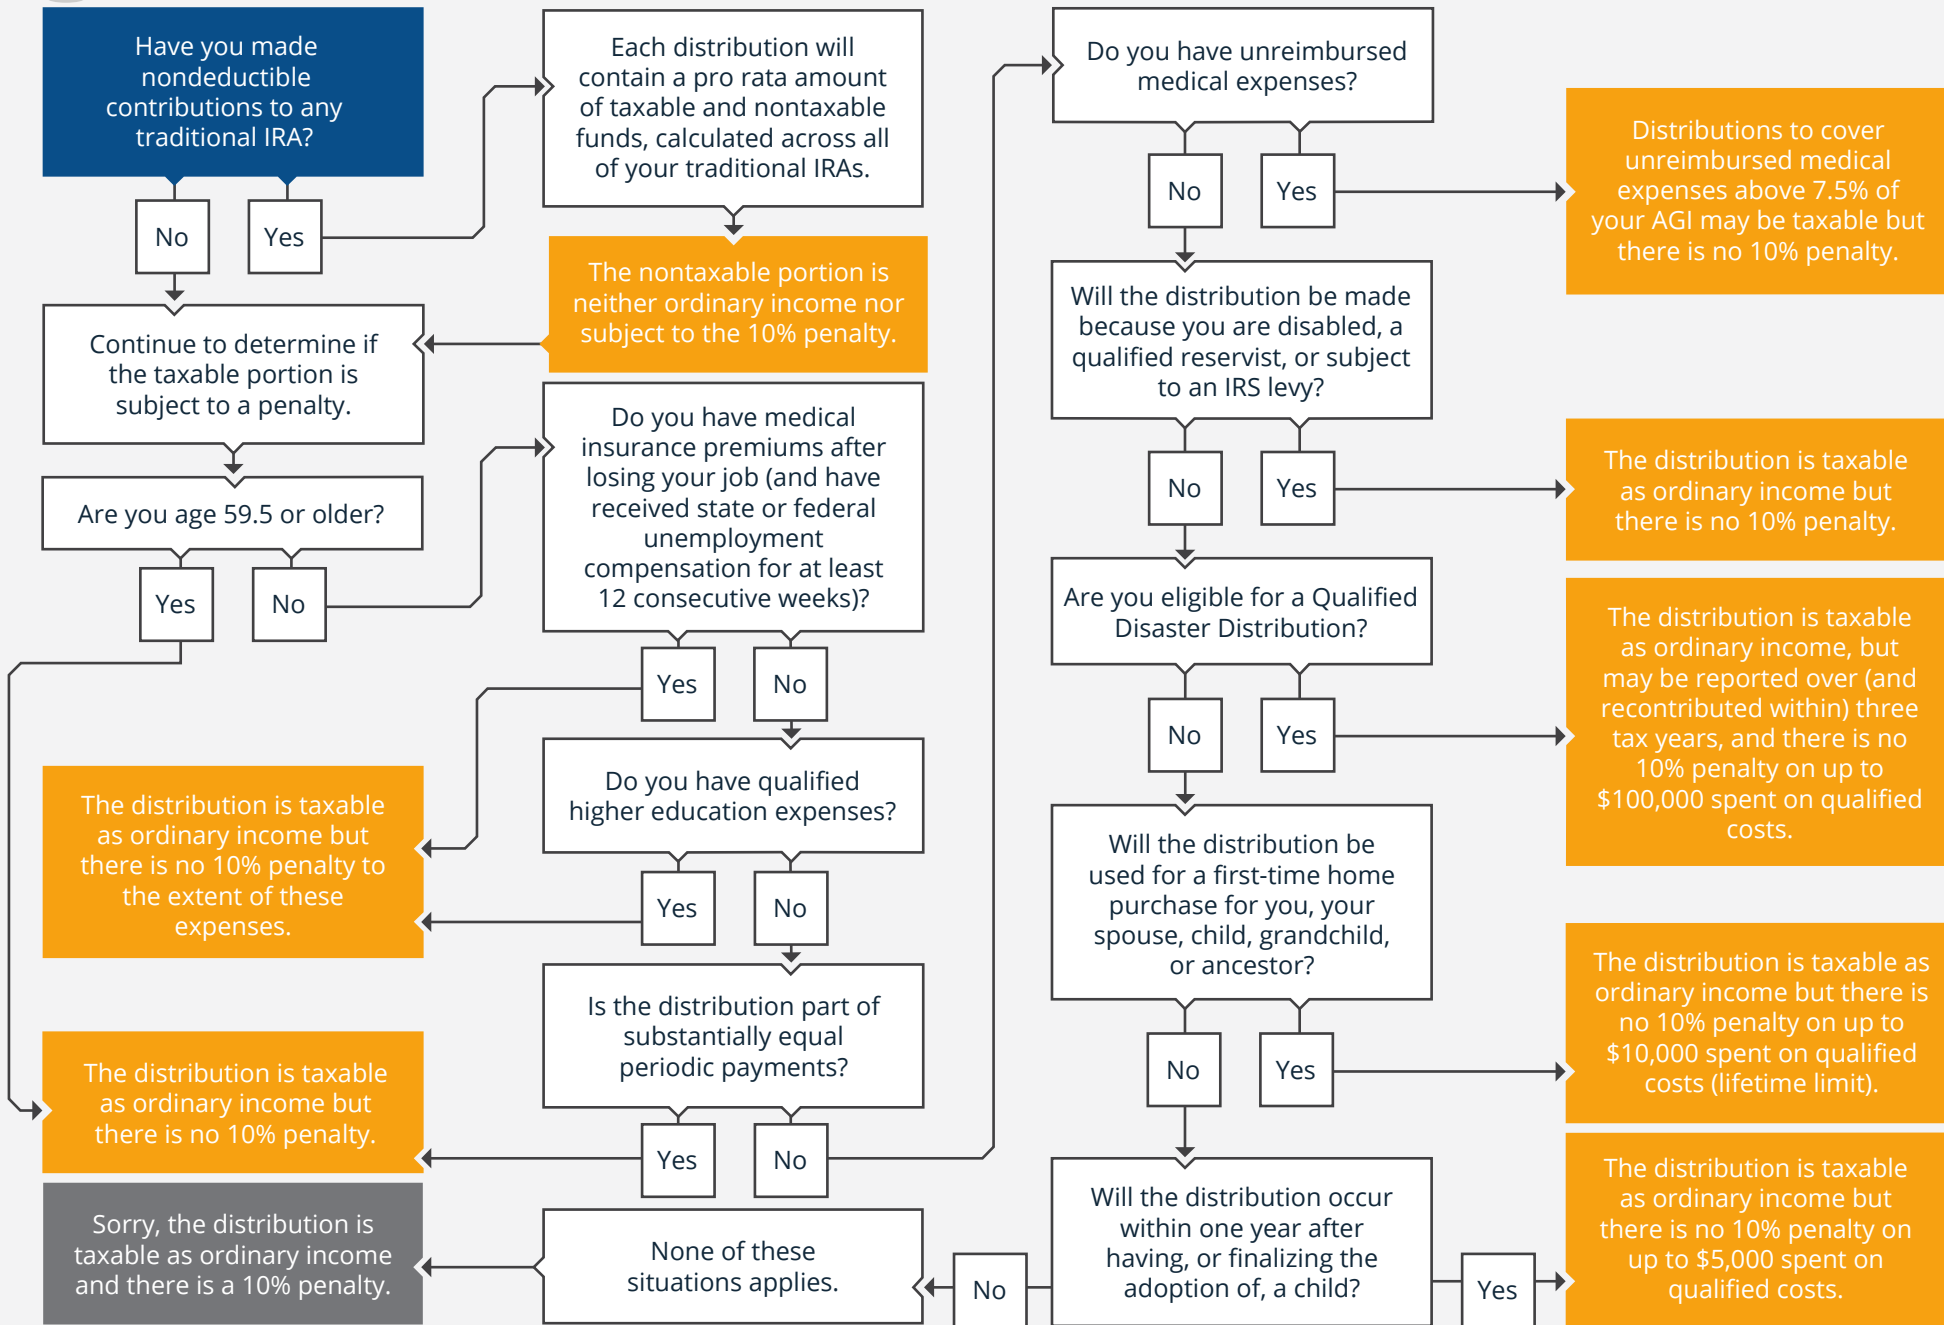 Have you made
nondeductible
contributions to any
traditional IRA?
No
Yes
Each distribution will
contain a pro rata amount
of taxable and nontaxable
funds, calculated across all
of your traditional IRAs.
The nontaxable portion is
neither ordinary income nor
subject to the 10% penalty.
Continue to determine if
the taxable portion is
subject to a penalty.
Are you age 59.5 or older?
Yes
No
Do you have medical
insurance premiums after
losing your job (and have
received state or federal
unemployment
compensation for at least
12 consecutive weeks)?
Yes
No
Do you have qualified
higher education expenses?
Yes
No
The distribution is taxable
as ordinary income but
there is no 10% penalty to
the extent of these
expenses.
Is the distribution part of
substantially equal
periodic payments?
Yes
No
The distribution is taxable
as ordinary income but
there is no 10% penalty.
Sorry, the distribution is
taxable as ordinary income
and there is a 10% penalty.
None of these
situations applies.
Do you have unreimbursed
medical expenses?
No
Yes
Distributions to cover
unreimbursed medical
expenses above 7.5% of
your AGI may be taxable but
there is no 10% penalty.
Will the distribution be made
because you are disabled, a
qualified reservist, or subject
to an IRS levy?
No
Yes
The distribution is taxable
as ordinary income but
there is no 10% penalty.
Are you eligible for a Qualified
Disaster Distribution?
No
Yes
The distribution is taxable
as ordinary income, but
may be reported over (and
recontributed within) three
tax years, and there is no
10% penalty on up to
$100,000 spent on qualified
costs.
Will the distribution be
used for a first-time home
purchase for you, your
spouse, child, grandchild,
or ancestor?
No
Yes
The distribution is taxable as
ordinary income but there is
no 10% penalty on up to
$10,000 spent on qualified
costs (lifetime limit).
Will the distribution occur
within one year after
having, or finalizing the
adoption of, a child?
No
Yes
The distribution is taxable
as ordinary income but
there is no 10% penalty on
up to $5,000 spent on
qualified costs.